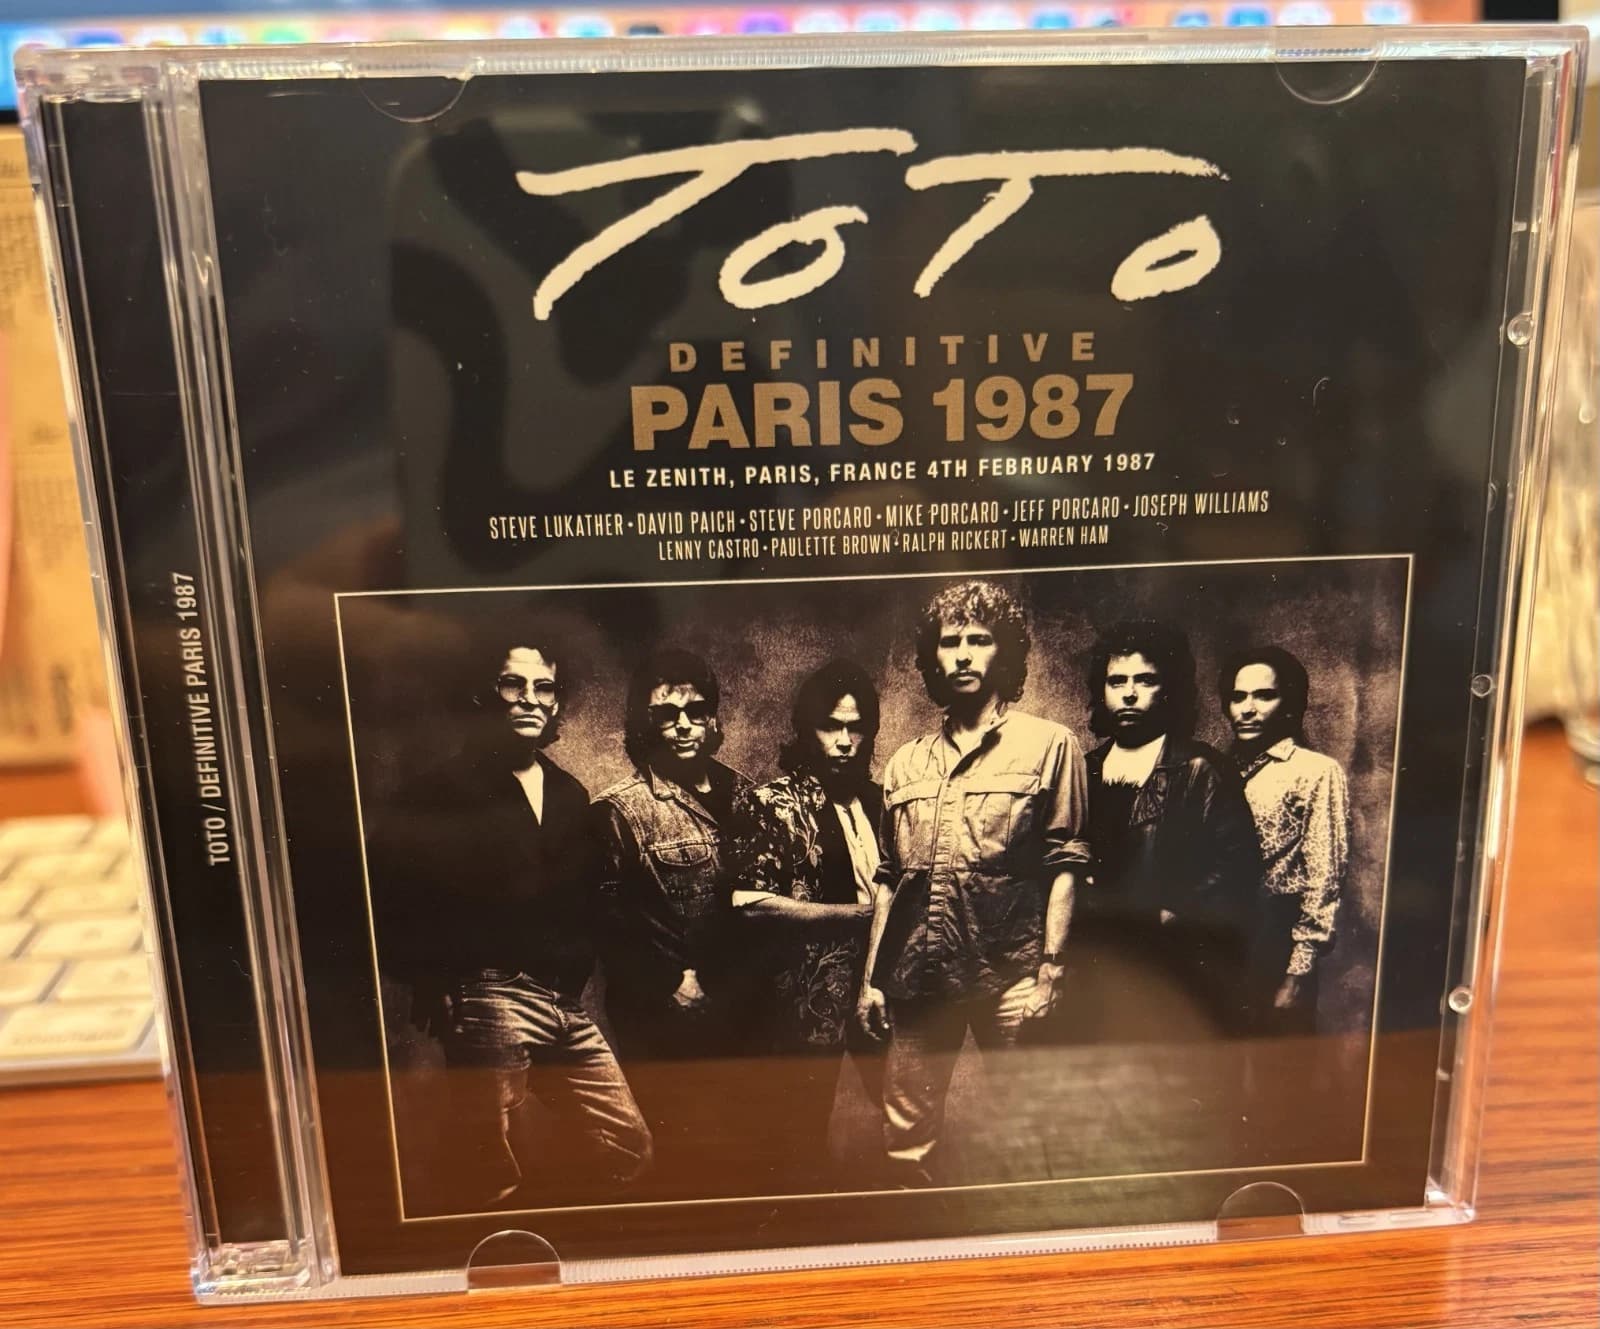 TOTO
DEFINITIVE
PARIS 1987
LE ZENITH, PARIS, FRANCE 4TH FEBRUARY 1987
STEVE LUKATHER・DAVID PAICH・STEVE PORCARO・MIKE PORCARO・JEFF PORCARO・JOSEPH WILLIAMS
LENNY CASTRO・PAULETTE BROWN・RALPH RICKERT・WARREN HAM
TOTO / DEFINITIVE PARIS 1987